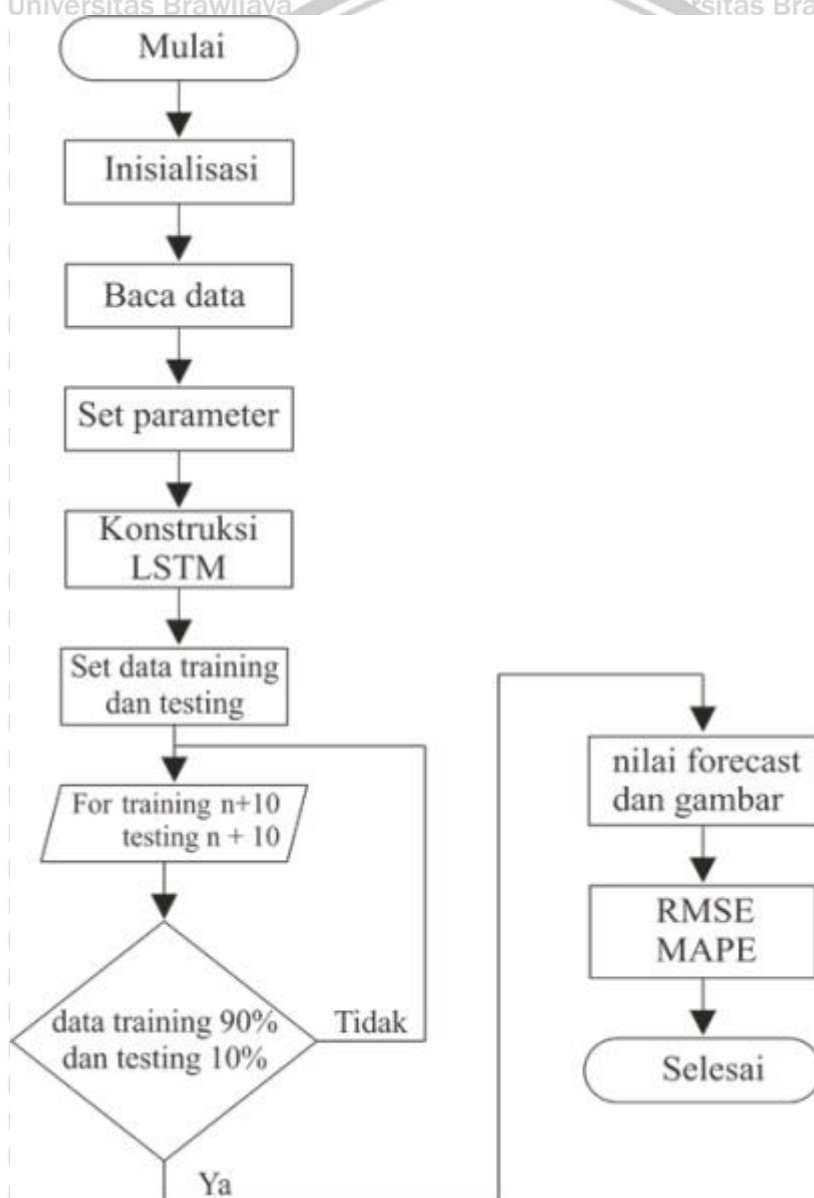 Universitas Brawijaya
rsitas Bra
Mulai
Inisialisasi
Baca data
Set parameter
Konstruksi
LSTM
Set data training
dan testing
For training n+10
testing n + 10
data training 90%
dan testing 10%
Tidak
Ya
nilai forecast
dan gambar
RMSE
MAPE
Selesai